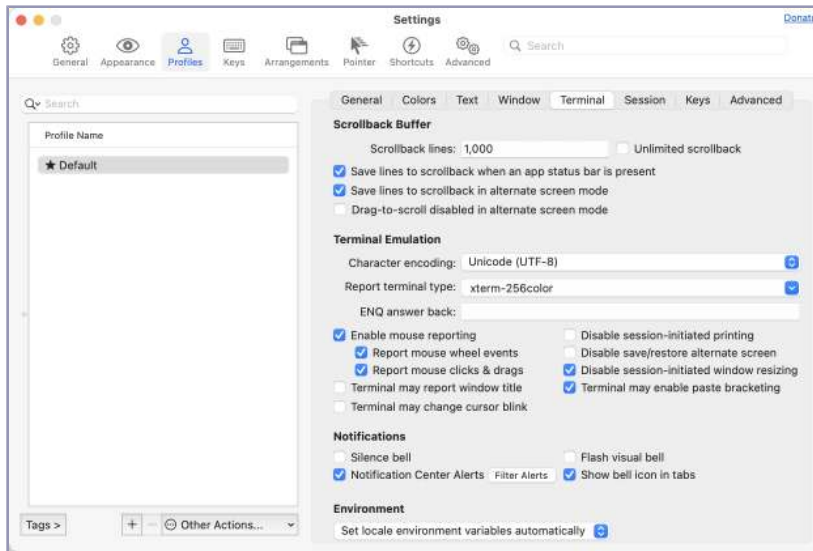 Settings
Donate
General Appearance Profiles Keys Arrangements Pointer Shortcuts Advanced
Search
Search
Profile Name
★ Default
Tags >
+ − Other Actions...
General Colors Text Window Terminal Session Keys Advanced
Scrollback Buffer
Scrollback lines: 1,000 Unlimited scrollback
Save lines to scrollback when an app status bar is present
Save lines to scrollback in alternate screen mode
Drag-to-scroll disabled in alternate screen mode
Terminal Emulation
Character encoding: Unicode (UTF-8)
Report terminal type: xterm-256color
ENQ answer back:
Enable mouse reporting Disable session-initiated printing
Report mouse wheel events Disable save/restore alternate screen
Report mouse clicks & drags Disable session-initiated window resizing
Terminal may report window title Terminal may enable paste bracketing
Terminal may change cursor blink
Notifications
Silence bell Flash visual bell
Notification Center Alerts Filter Alerts Show bell icon in tabs
Environment
Set locale environment variables automatically